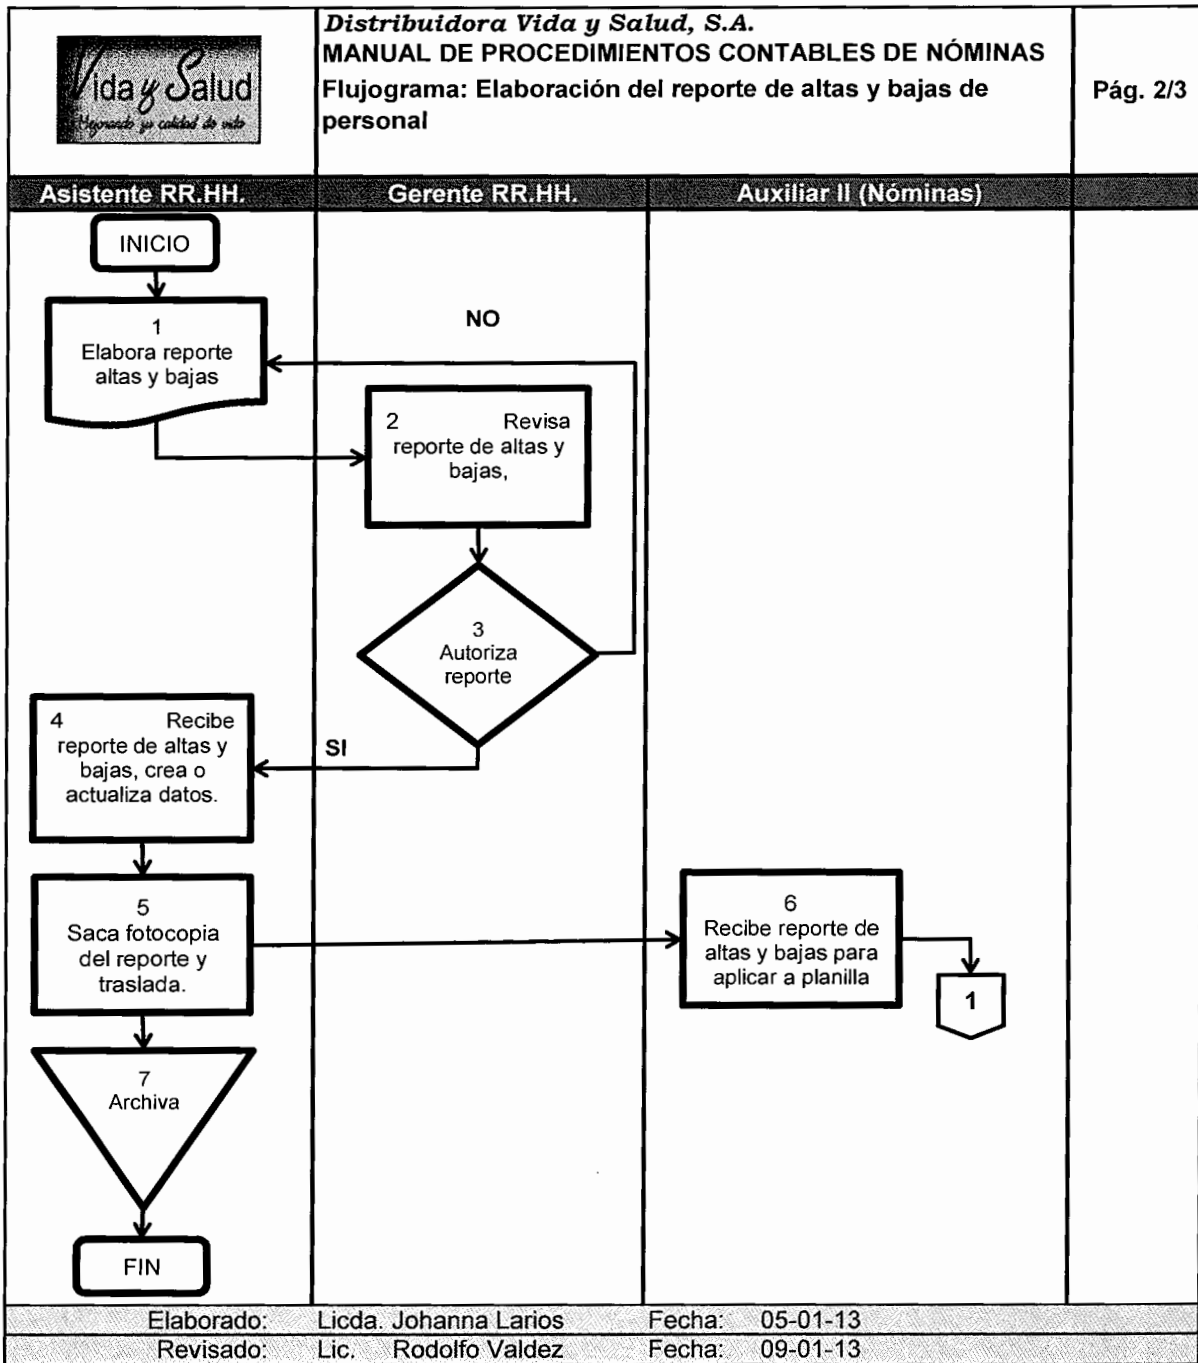 Vida y Salud
Mejorando su calidad de vida
Distribuidora Vida y Salud, S.A.
MANUAL DE PROCEDIMIENTOS CONTABLES DE NÓMINAS
Flujograma: Elaboración del reporte de altas y bajas de
personal
Pág. 2/3
Asistente RR.HH.
Gerente RR.HH.
Auxiliar II (Nóminas)
INICIO
1
Elabora reporte
altas y bajas
NO
2 Revisa
reporte de altas y
bajas,
3
Autoriza
reporte
SI
4 Recibe
reporte de altas y
bajas, crea o
actualiza datos.
5
Saca fotocopia
del reporte y
traslada.
6
Recibe reporte de
altas y bajas para
aplicar a planilla
1
7
Archiva
FIN
Elaborado: Licda. Johanna Larios Fecha: 05-01-13
Revisado: Lic. Rodolfo Valdez Fecha: 09-01-13